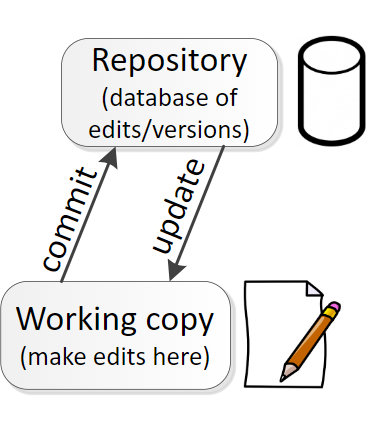 Repository
(database of
edits/versions)
commit
update
Working copy
(make edits here)